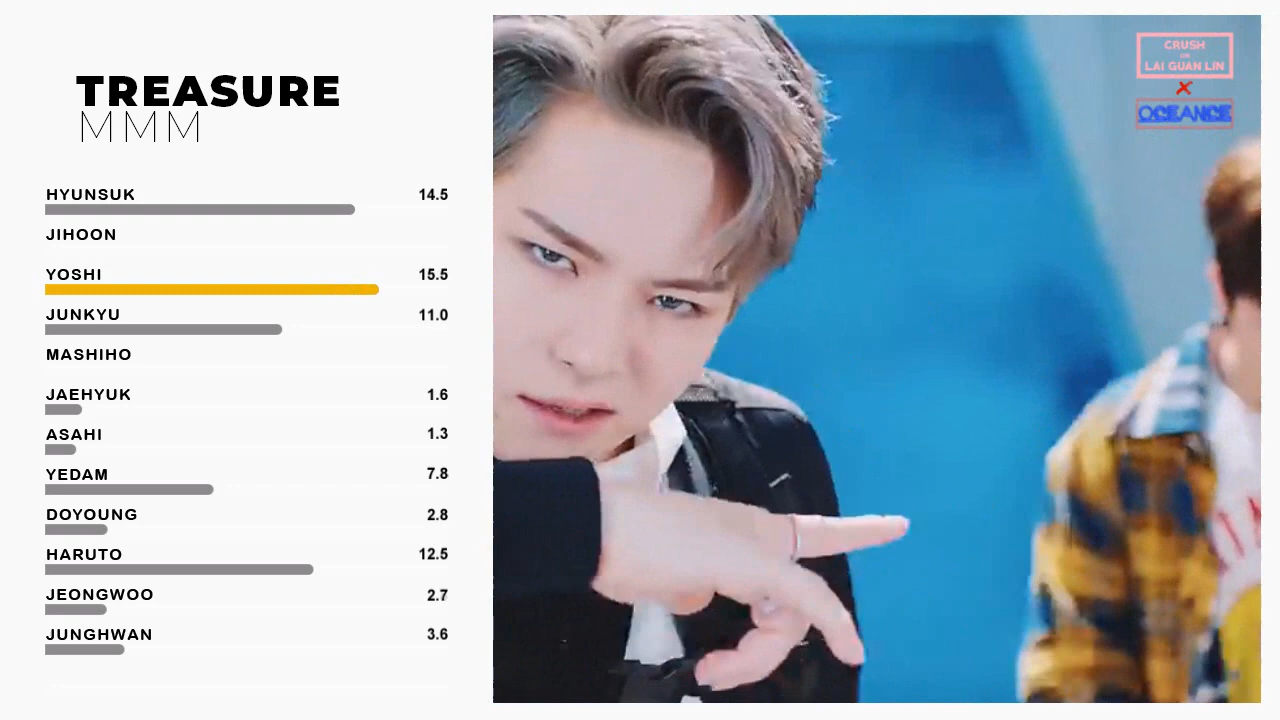 TREASURE
MMM
HYUNSUK 14.5
JIHOON
YOSHI 15.5
JUNKYU 11.0
MASHIHO
JAEHYUK 1.6
ASAHI 1.3
YEDAM 7.8
DOYOUNG 2.8
HARUTO 12.5
JEONGWOO 2.7
JUNGHWAN 3.6
CRUSH
ON
LAI GUAN LIN
X
OCEANCE